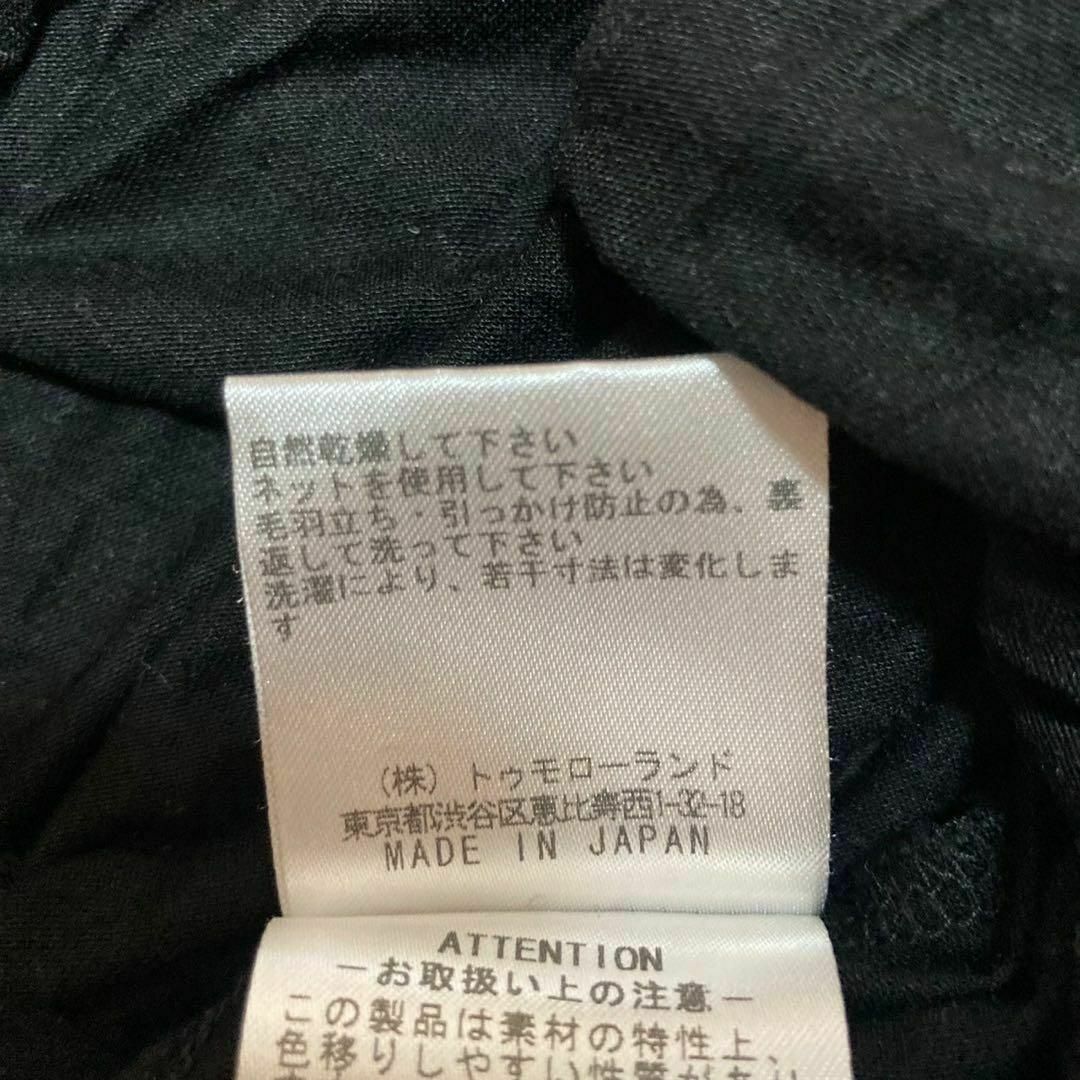 自然乾燥して下さい
ネットを使用して下さい
毛羽立ち・引っかけ防止の為、裏
返して洗って下さい
洗濯により、若干寸法は変化しま
す
(株)トゥモローランド
東京都渋谷区恵比寿西1-32-18
MADE IN JAPAN
ATTENTION
－お取扱い上の注意－
この製品は素材の特性上、
色移りしやすい性質があり